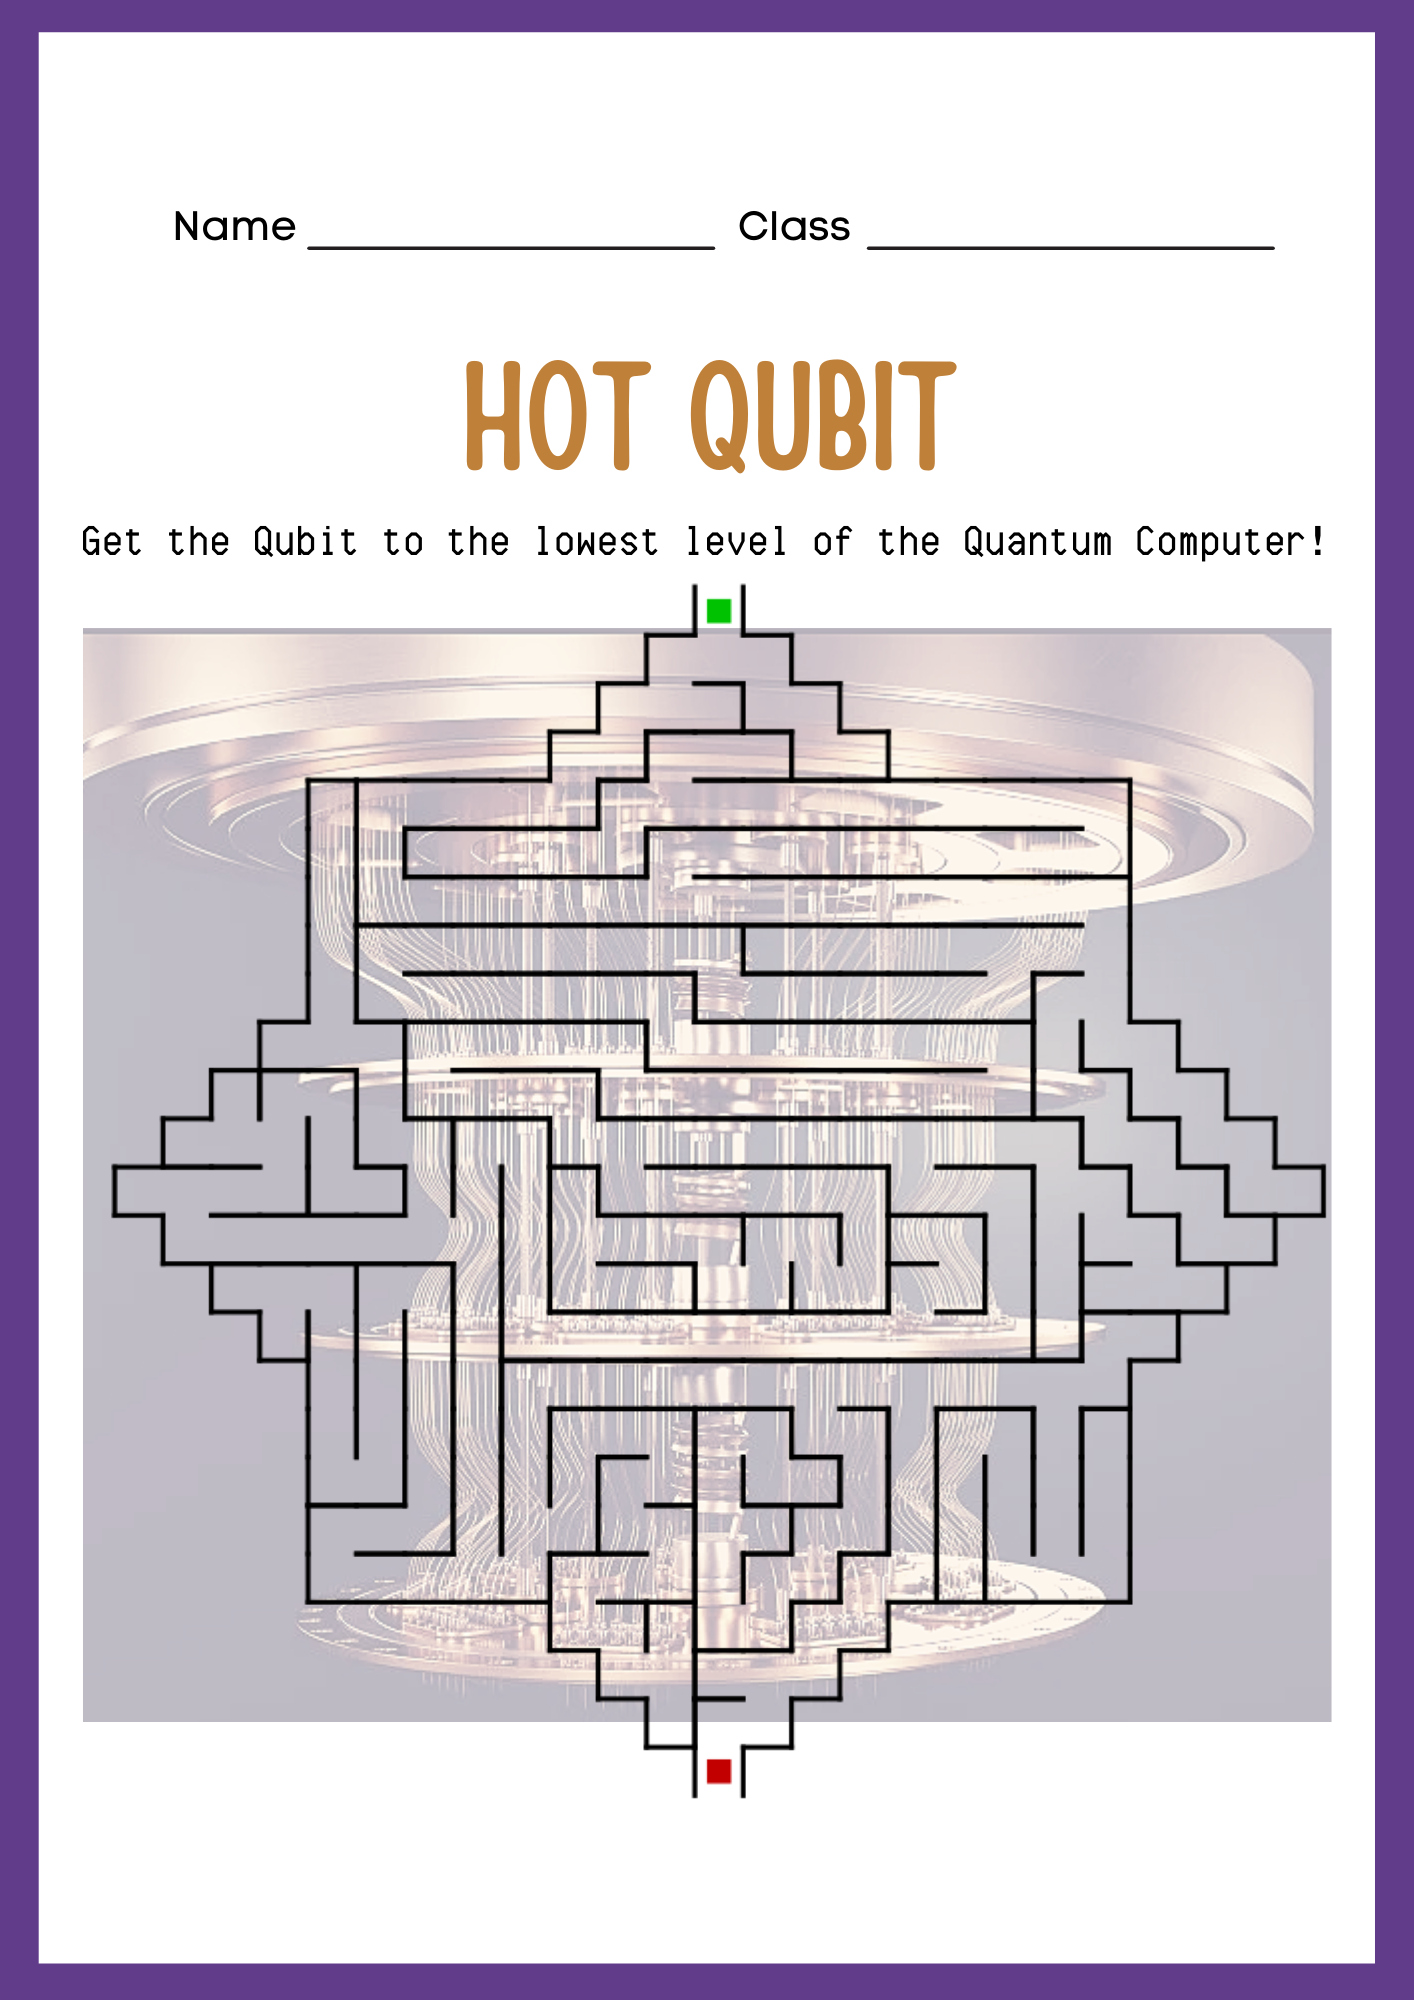 Name Class
HOT QUBIT
Get the Qubit to the lowest level of the Quantum Computer!